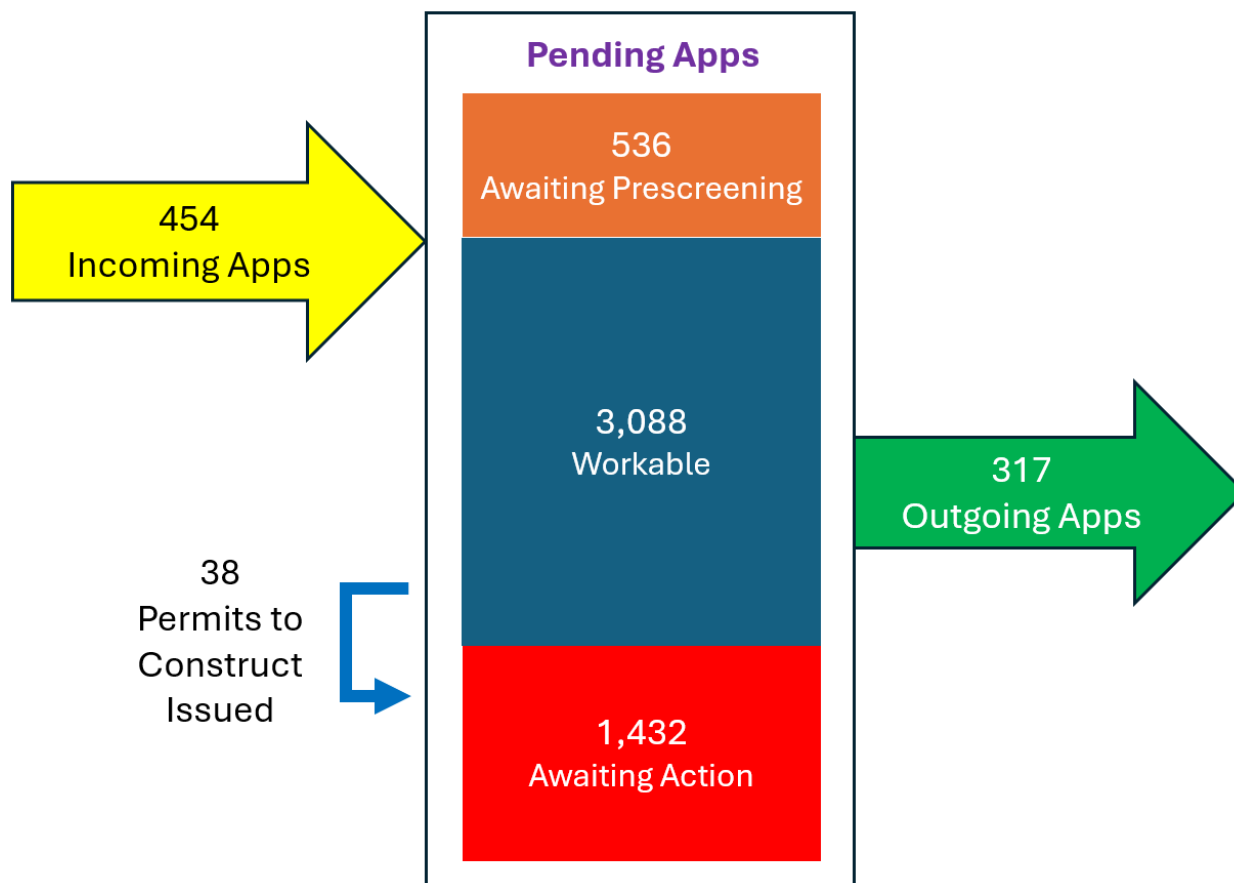 Pending Apps
536
Awaiting Prescreening
454
Incoming Apps
3,088
Workable
317
Outgoing Apps
38
Permits to
Construct
Issued
1,432
Awaiting Action